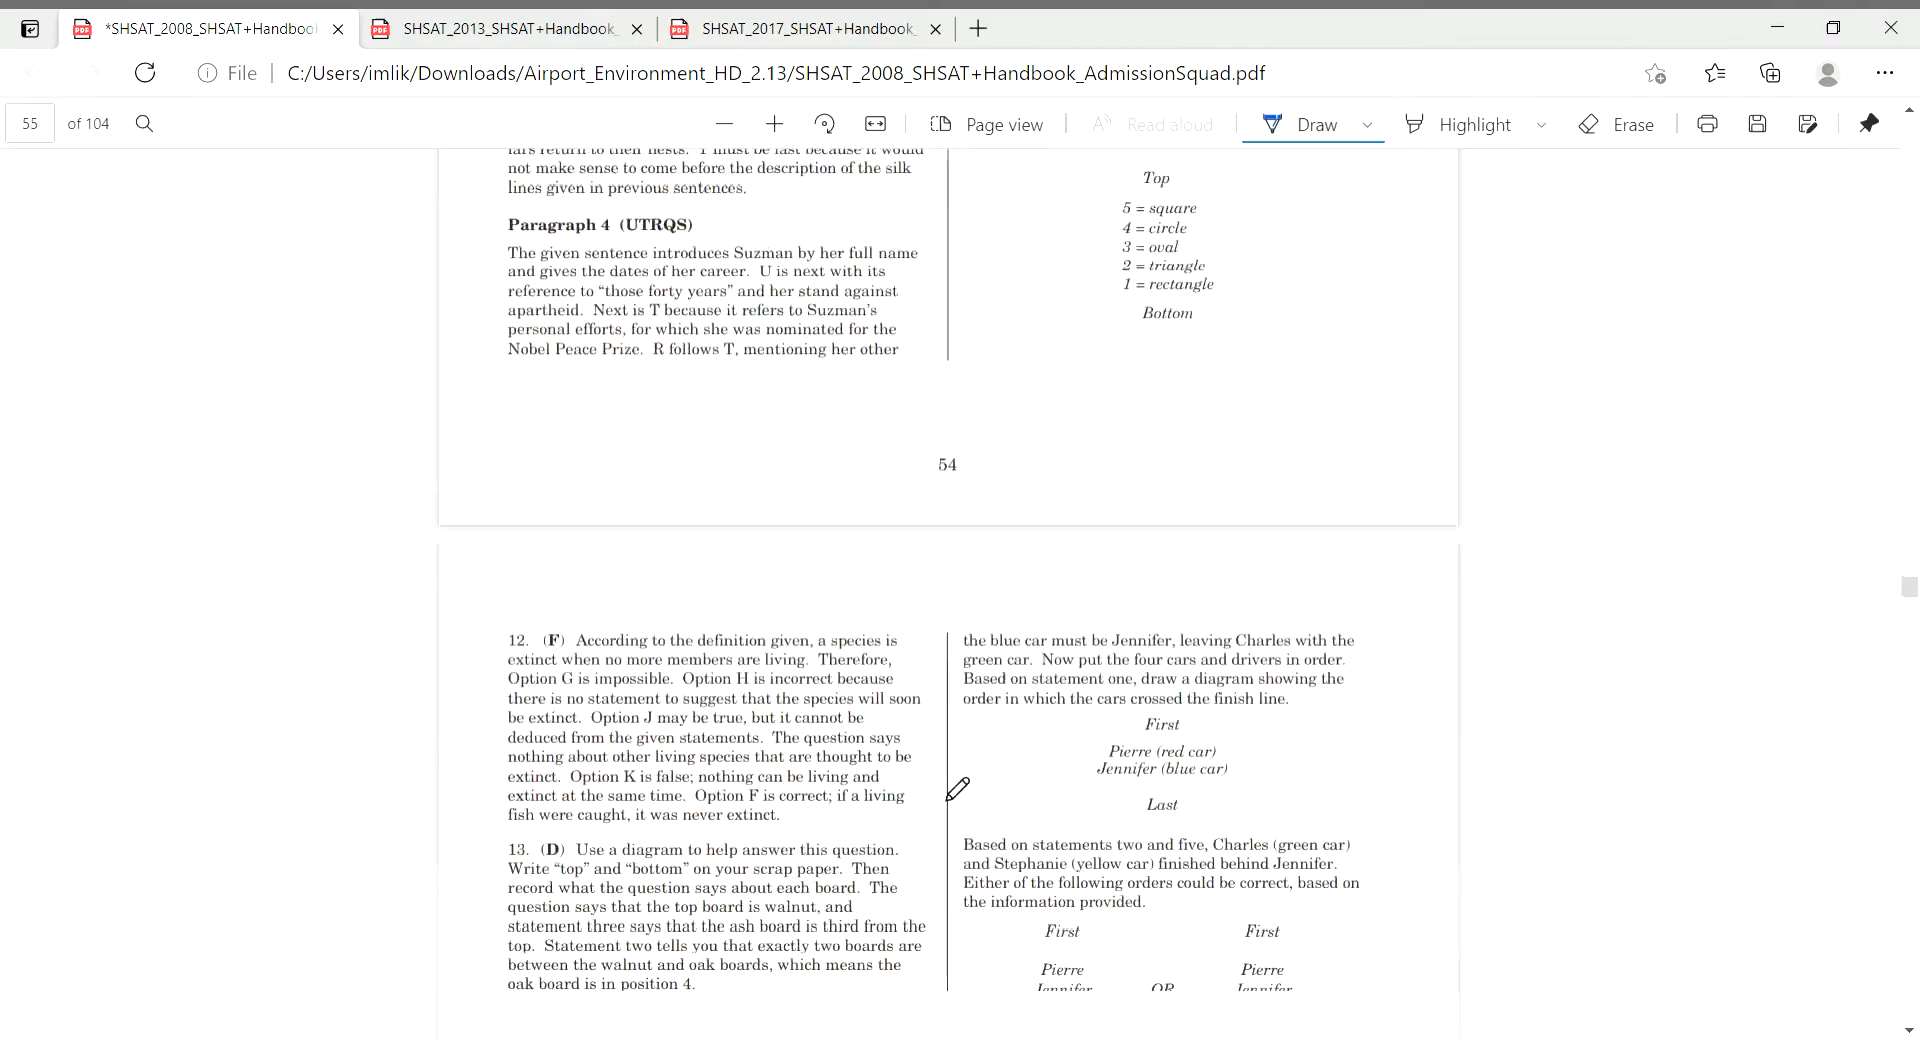 *SHSAT_2008_SHSAT+Handbool
SHSAT_2013_SHSAT+Handbook_
SHSAT_2017_SHSAT+Handbook_
File
C:/Users/imlik/Downloads/Airport_Environment_HD_2.13/SHSAT_2008_SHSAT+Handbook_AdmissionSquad.pdf
55 of 104
Page view
Read aloud
Draw
Highlight
Erase
lars return to their nests. T must be last because it would
not make sense to come before the description of the silk
lines given in previous sentences.
Paragraph 4 (UTRQS)
The given sentence introduces Suzman by her full name
and gives the dates of her career. U is next with its
reference to “those forty years” and her stand against
apartheid. Next is T because it refers to Suzman’s
personal efforts, for which she was nominated for the
Nobel Peace Prize. R follows T, mentioning her other
Top
5 = square
4 = circle
3 = oval
2 = triangle
1 = rectangle
Bottom
54
12. (F) According to the definition given, a species is
extinct when no more members are living. Therefore,
Option G is impossible. Option H is incorrect because
there is no statement to suggest that the species will soon
be extinct. Option J may be true, but it cannot be
deduced from the given statements. The question says
nothing about other living species that are thought to be
extinct. Option K is false; nothing can be living and
extinct at the same time. Option F is correct; if a living
fish were caught, it was never extinct.
13. (D) Use a diagram to help answer this question.
Write “top” and “bottom” on your scrap paper. Then
record what the question says about each board. The
question says that the top board is walnut, and
statement three says that the ash board is third from the
top. Statement two tells you that exactly two boards are
between the walnut and oak boards, which means the
oak board is in position 4.
the blue car must be Jennifer, leaving Charles with the
green car. Now put the four cars and drivers in order.
Based on statement one, draw a diagram showing the
order in which the cars crossed the finish line.
First
Pierre (red car)
Jennifer (blue car)
Last
Based on statements two and five, Charles (green car)
and Stephanie (yellow car) finished behind Jennifer.
Either of the following orders could be correct, based on
the information provided.
First First
Pierre Pierre
Jennifer OR Jennifer